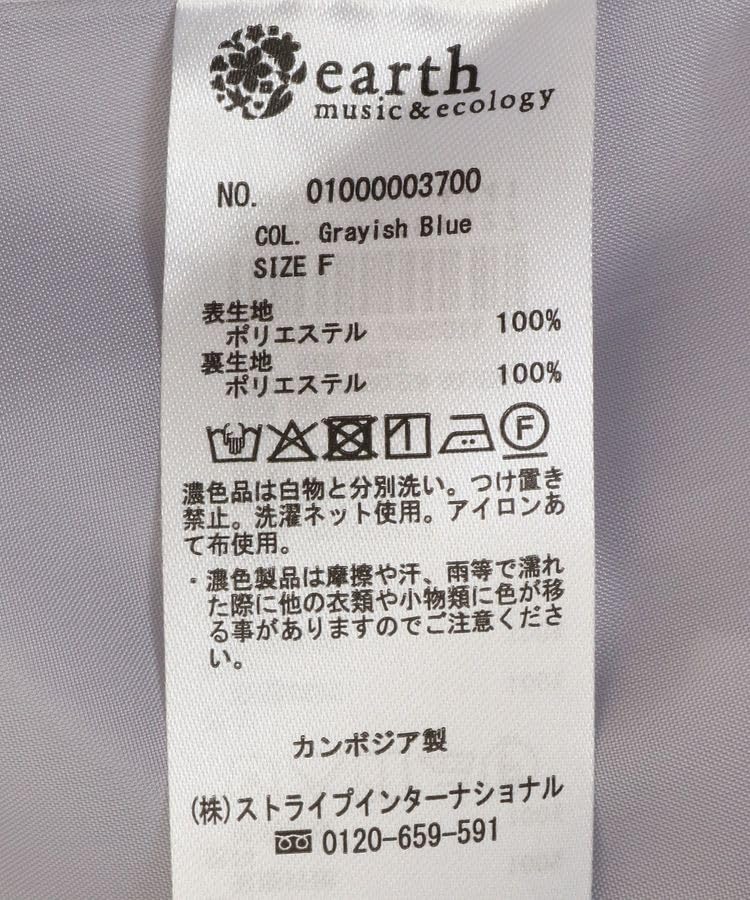 earth
music&ecology
NO. 01000003700
COL. Grayish Blue
SIZE F
表生地
ポリエステル 100%
裏生地
ポリエステル 100%
F
濃色品は白物と分別洗い。つけ置き
禁止。洗濯ネット使用。アイロンあ
て布使用。
・濃色製品は摩擦や汗、雨等で濡れ
た際に他の衣類や小物類に色が移
る事がありますのでご注意くださ
い。
カンボジア製
(株)ストライプインターナショナル
0120-659-591